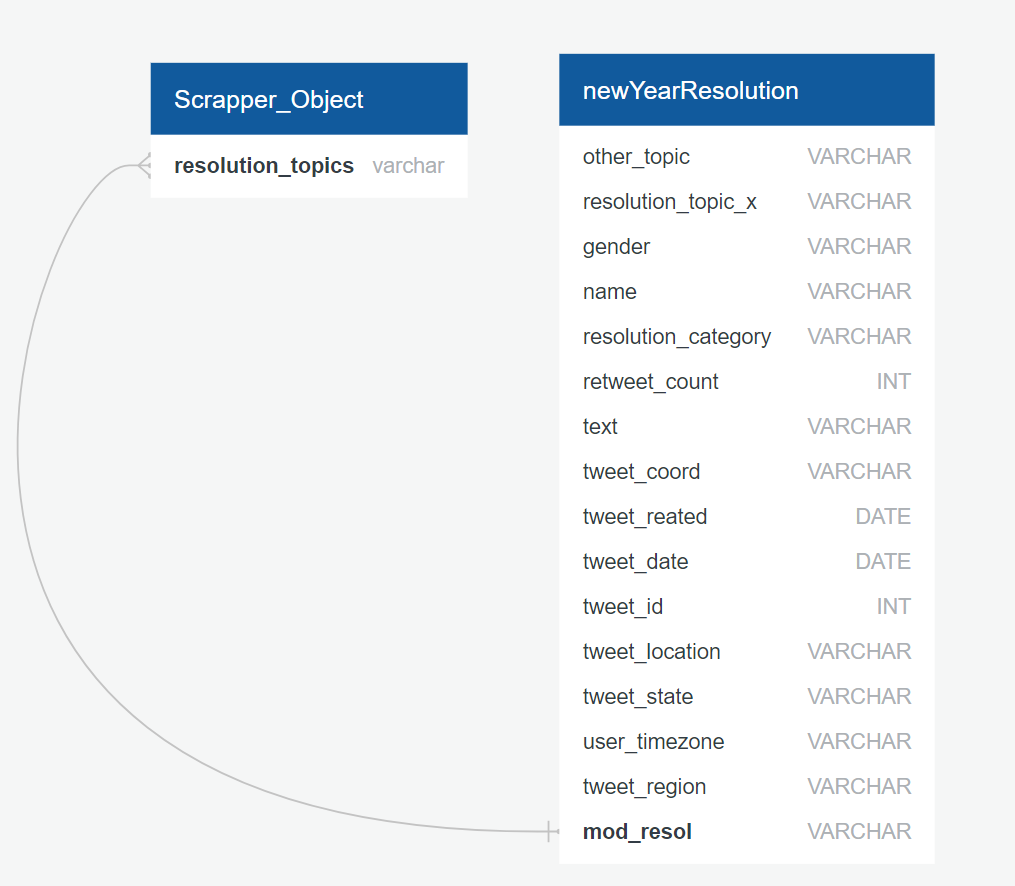 Scrapper_Object
resolution_topics varchar
newYearResolution
other_topic VARCHAR
resolution_topic_x VARCHAR
gender VARCHAR
name VARCHAR
resolution_category VARCHAR
retweet_count INT
text VARCHAR
tweet_coord VARCHAR
tweet_reated DATE
tweet_date DATE
tweet_id INT
tweet_location VARCHAR
tweet_state VARCHAR
user_timezone VARCHAR
tweet_region VARCHAR
mod_resol VARCHAR